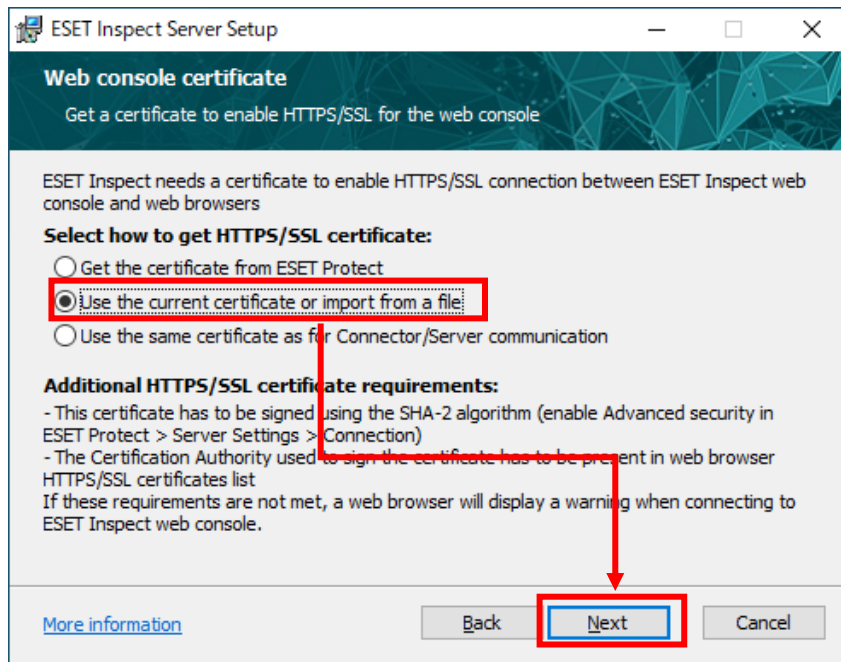 ESET Inspect Server Setup
Web console certificate
Get a certificate to enable HTTPS/SSL for the web console
ESET Inspect needs a certificate to enable HTTPS/SSL connection between ESET Inspect web
console and web browsers
Select how to get HTTPS/SSL certificate:
Get the certificate from ESET Protect
Use the current certificate or import from a file
Use the same certificate as for Connector/Server communication
Additional HTTPS/SSL certificate requirements:
- This certificate has to be signed using the SHA-2 algorithm (enable Advanced security in
ESET Protect > Server Settings > Connection)
- The Certification Authority used to sign the certificate has to be present in web browser
HTTPS/SSL certificates list
If these requirements are not met, a web browser will display a warning when connecting to
ESET Inspect web console.
More information
Back
Next
Cancel